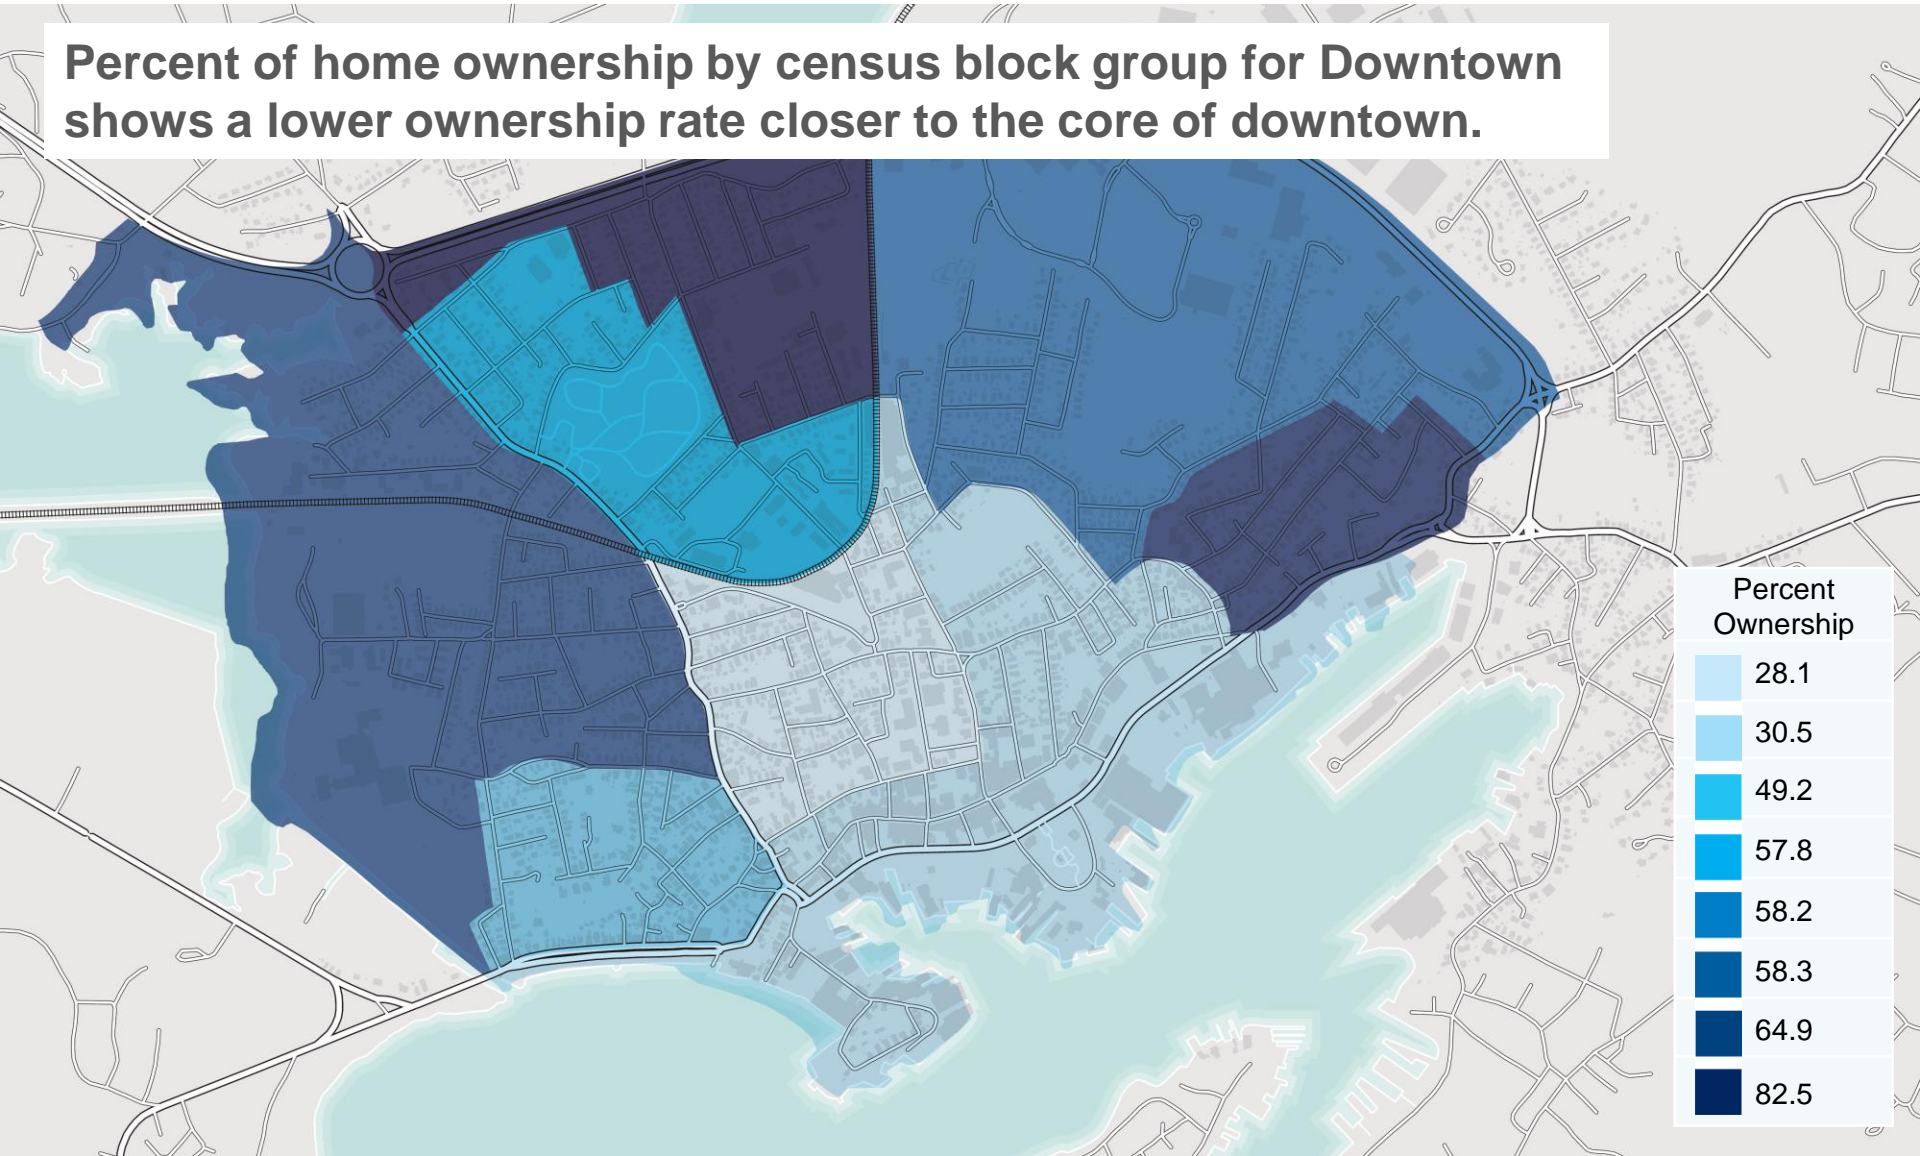 Percent of home ownership by census block group for Downtown
shows a lower ownership rate closer to the core of downtown.
Percent
Ownership
28.1
30.5
49.2
57.8
58.2
58.3
64.9
82.5